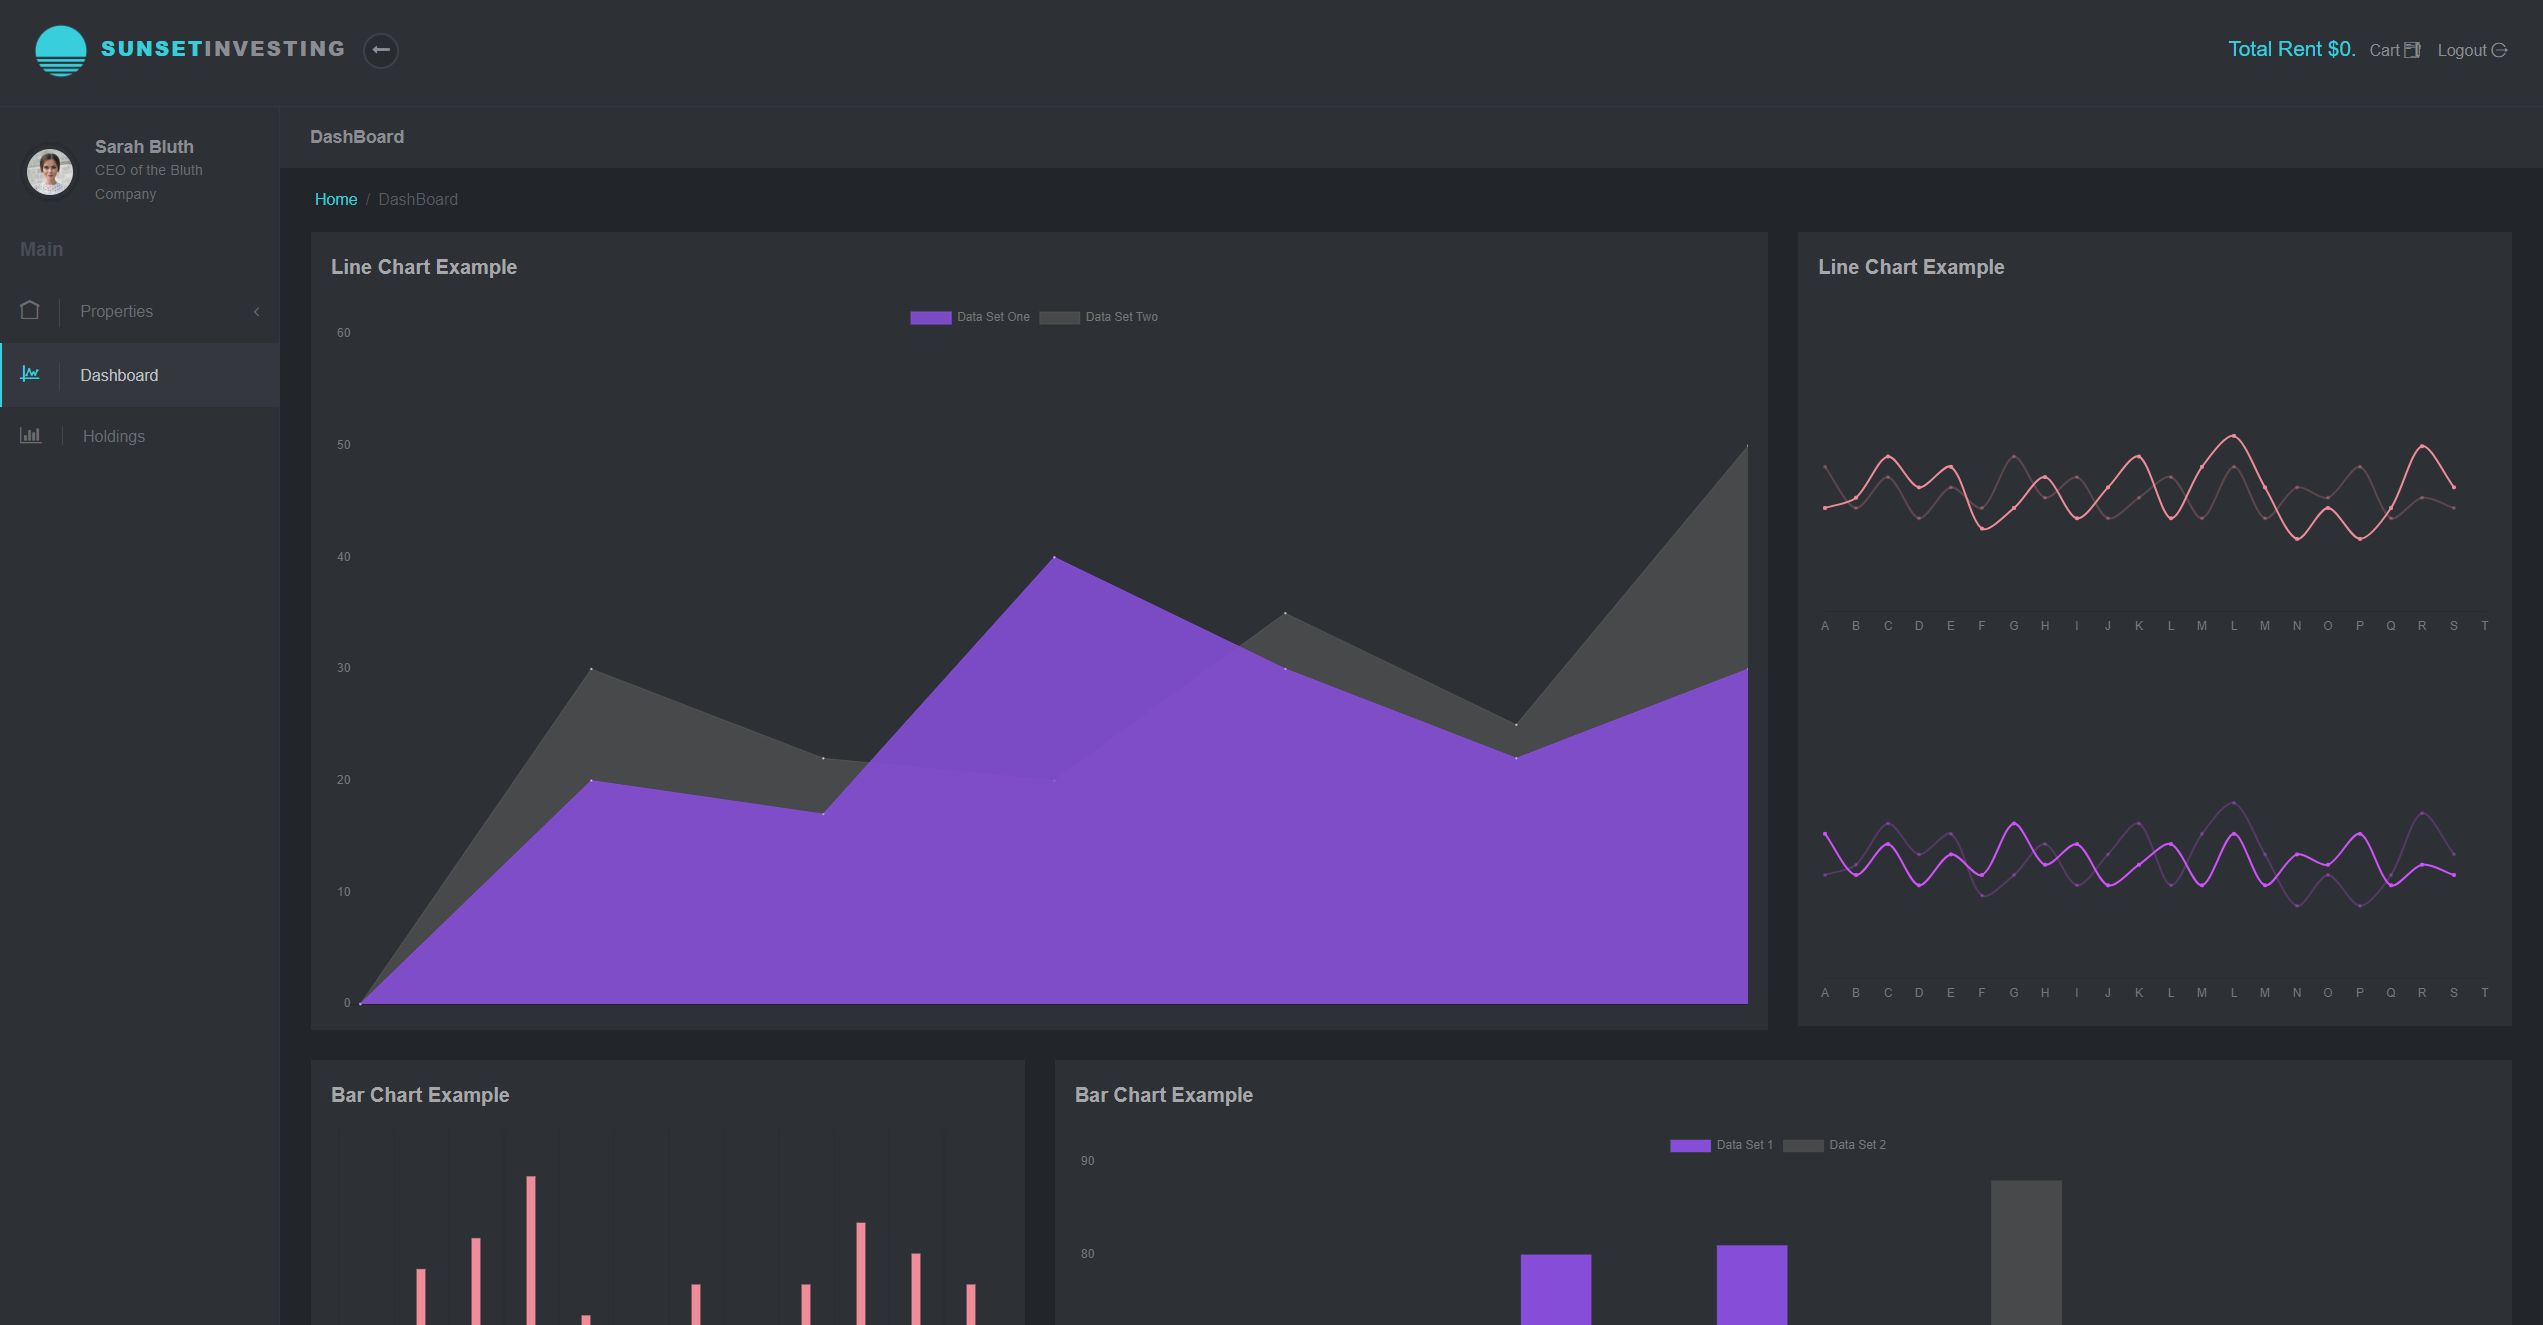 SUNSETINVESTING
Total Rent $0. Cart Logout
Sarah Bluth
CEO of the Bluth
Company
Main
Properties
Dashboard
Holdings
DashBoard
Home / DashBoard
Line Chart Example
Data Set One Data Set Two
60
50
40
30
20
10
0
Line Chart Example
A B C D E F G H I J K L M L M N O P Q R S T
A B C D E F G H I J K L M L M N O P Q R S T
Bar Chart Example
Bar Chart Example
Data Set 1 Data Set 2
90
80